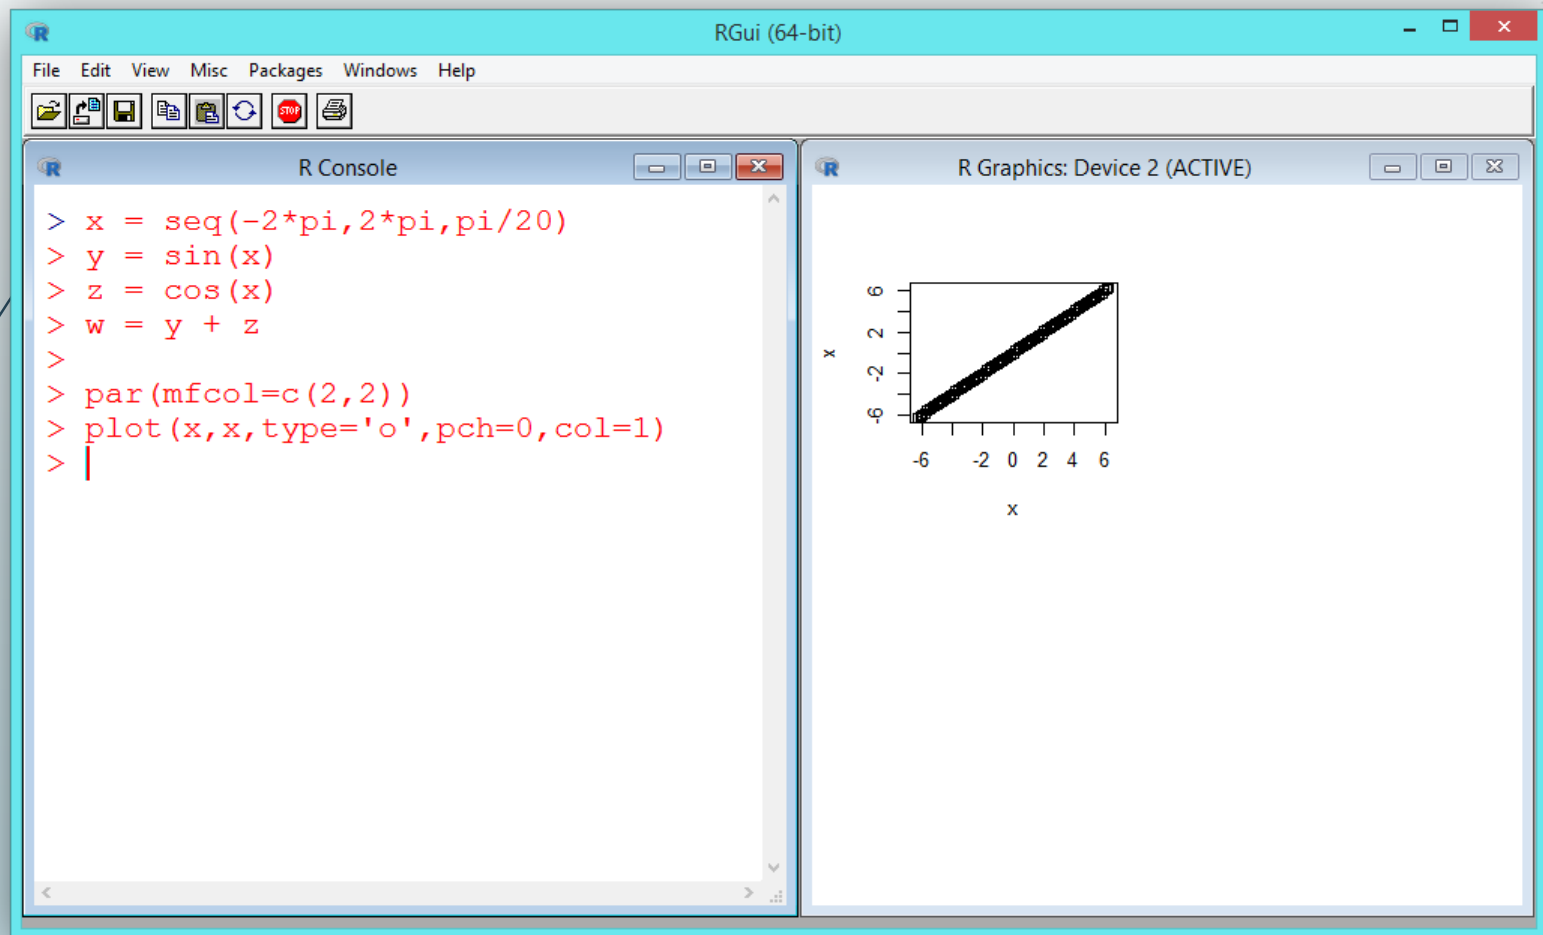 RGui (64-bit)
File Edit View Misc Packages Windows Help
STOP
R Console
> x = seq(-2*pi,2*pi,pi/20)
> y = sin(x)
> z = cos(x)
> w = y + z
>
> par(mfcol=c(2,2))
> plot(x,x,type='o',pch=0,col=1)
>
R Graphics: Device 2 (ACTIVE)
6
2
-2
-6
x
-6 -2 0 2 4 6
x